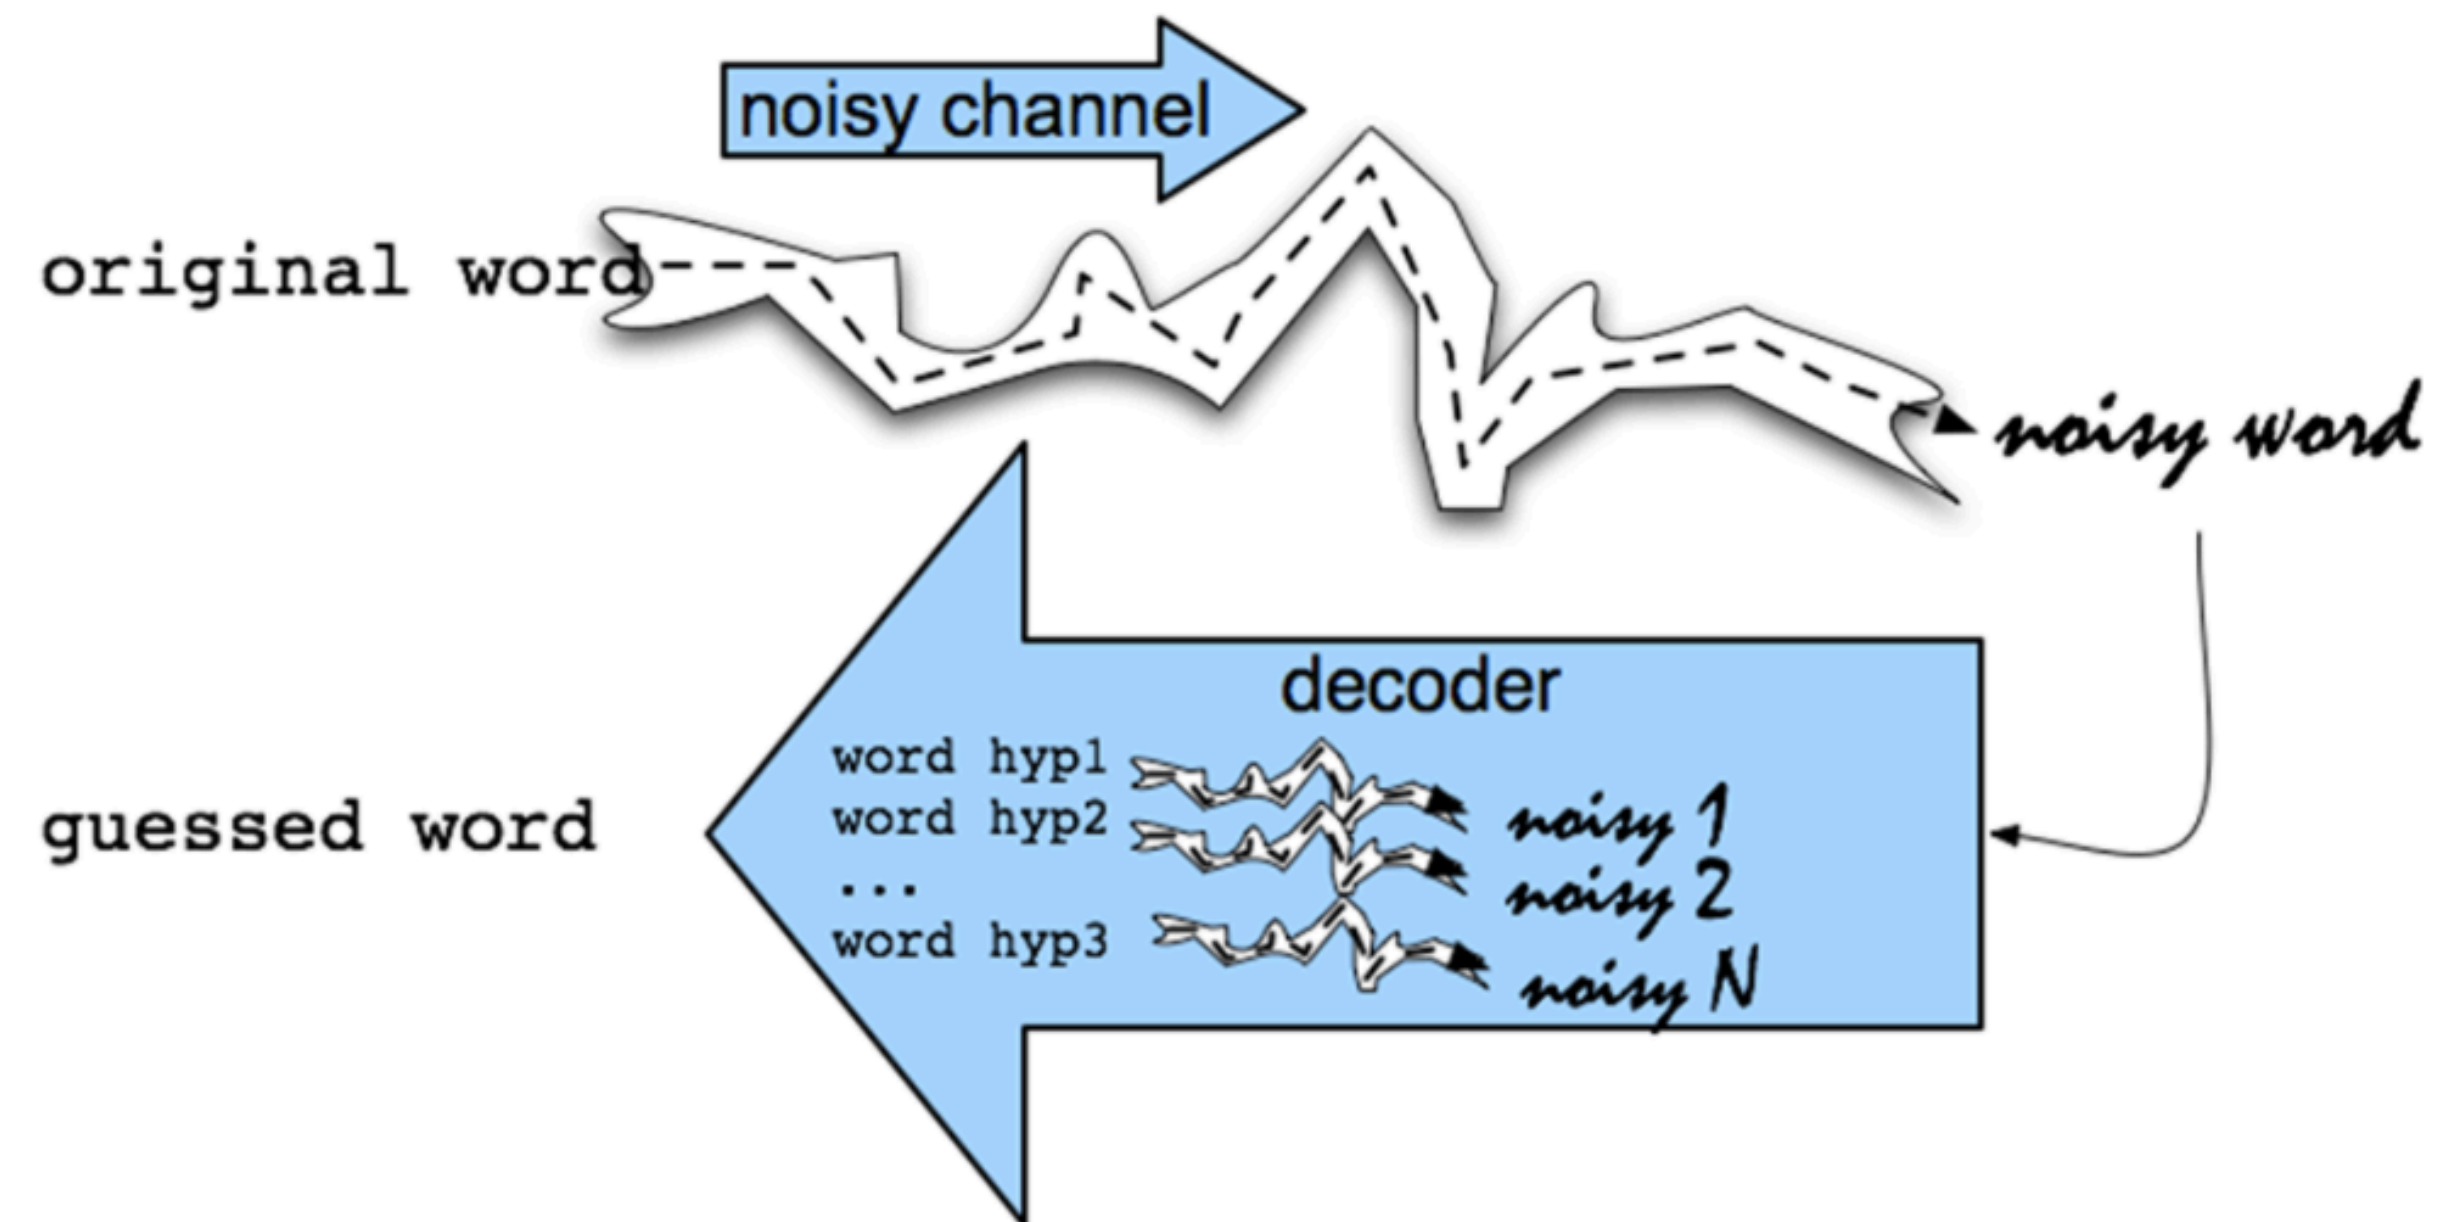 noisy channel
original word
noisy word
decoder
word hyp1
noisy 1
word hyp2
noisy 2
...
word hyp3
noisy N
guessed word